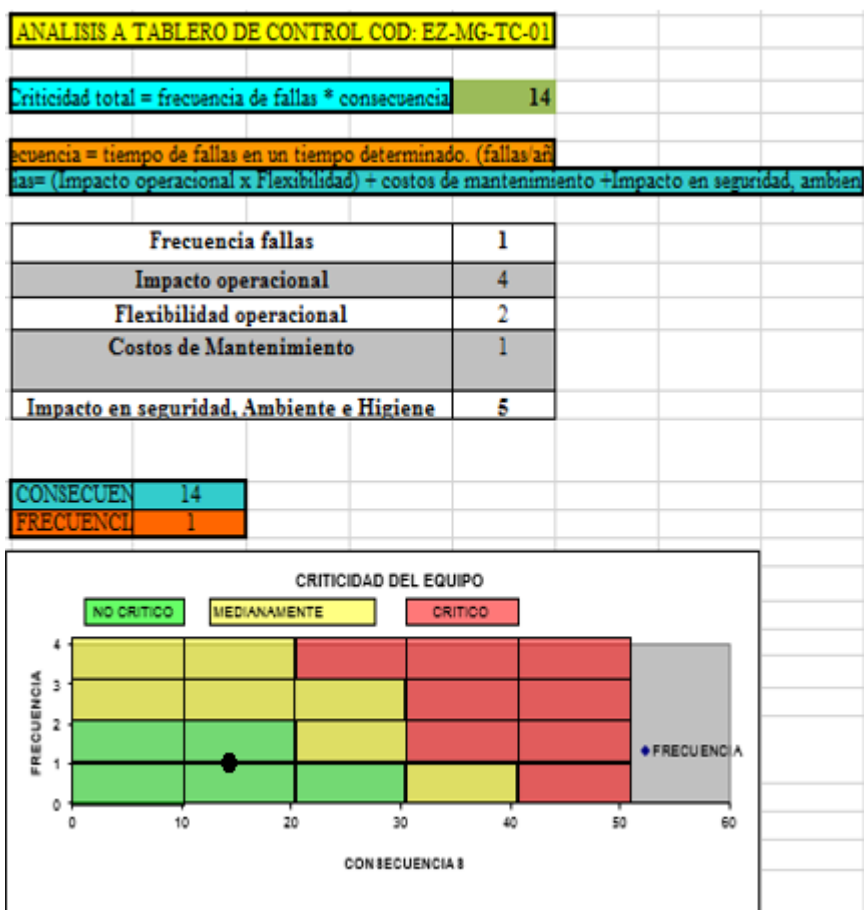 ANALISIS A TABLERO DE CONTROL COD: EZ-MG-TC-01
Criticidad total = frecuencia de fallas * consecuencia 14
ecuencia = tiempo de fallas en un tiempo determinado. (fallas/añ
ias= (Impacto operacional x Flexibilidad) + costos de mantenimiento +Impacto en seguridad, ambien
Frecuencia fallas 1
Impacto operacional 4
Flexibilidad operacional 2
Costos de Mantenimiento 1
Impacto en seguridad, Ambiente e Higiene 5
CONSECUEN 14
FRECUENCI 1
CRITICIDAD DEL EQUIPO
NO CRITICO MEDIANAMENTE CRITICO
4
3
2
1
0
FRECUENCIA
FRECUENCIA
0 10 20 30 40 50 60
CONSECUENCIAS